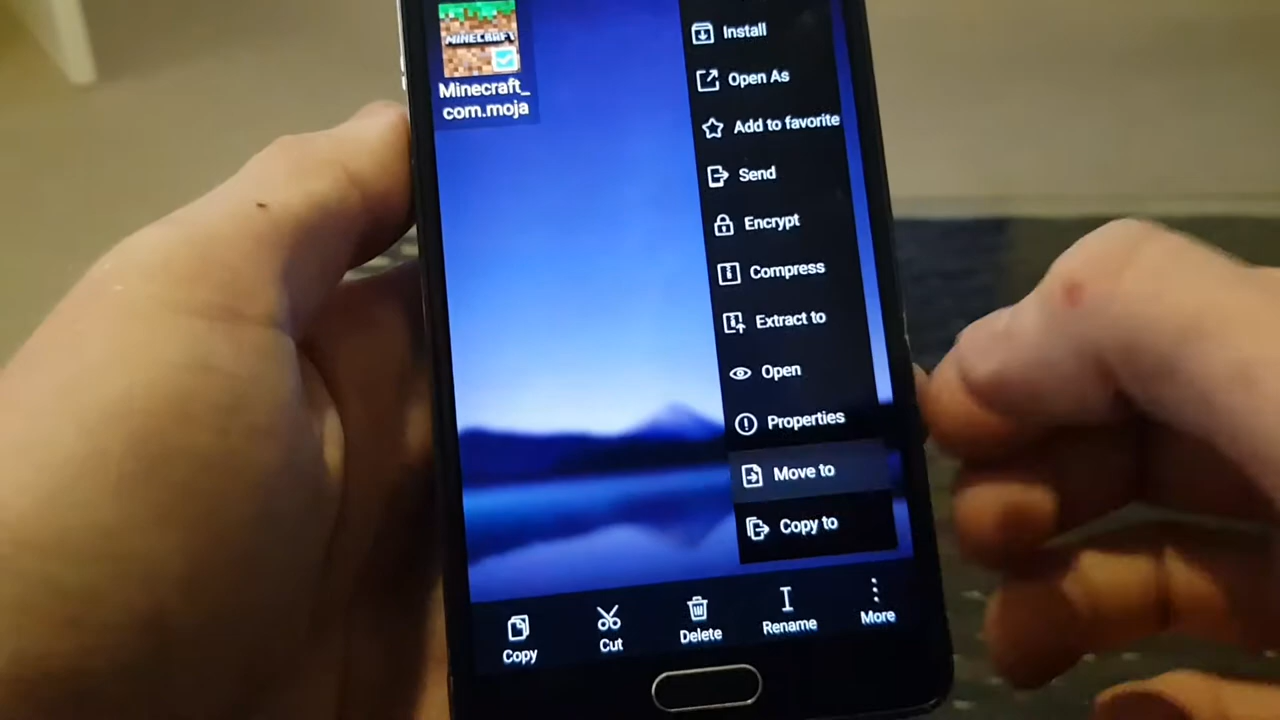 MINECRAFT
Minecraft_
com.moja
Install
Open As
Add to favorite
Send
Encrypt
Compress
Extract to
Open
Properties
Move to
Copy to
Copy
Cut
Delete
Rename
More